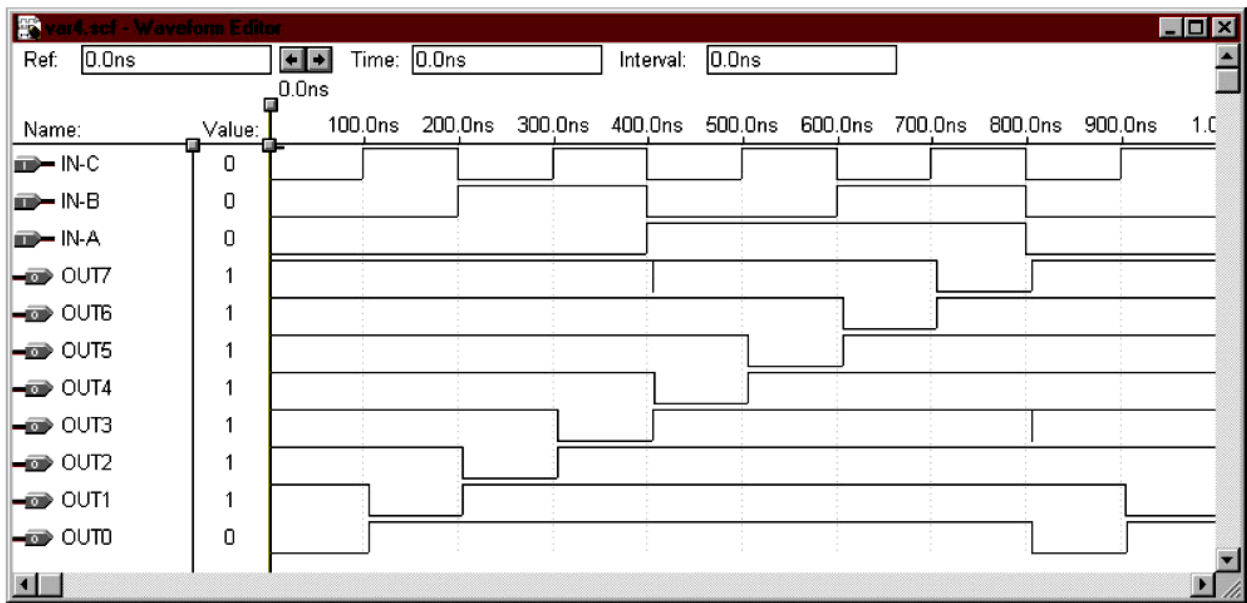 var4.scf - Waveform Editor
Ref: 0.0ns Time: 0.0ns Interval: 0.0ns
0.0ns
Name: Value: 100.0ns 200.0ns 300.0ns 400.0ns 500.0ns 600.0ns 700.0ns 800.0ns 900.0ns 1.0
IN-C 0
IN-B 0
IN-A 0
OUT7 1
OUT6 1
OUT5 1
OUT4 1
OUT3 1
OUT2 1
OUT1 1
OUT0 0